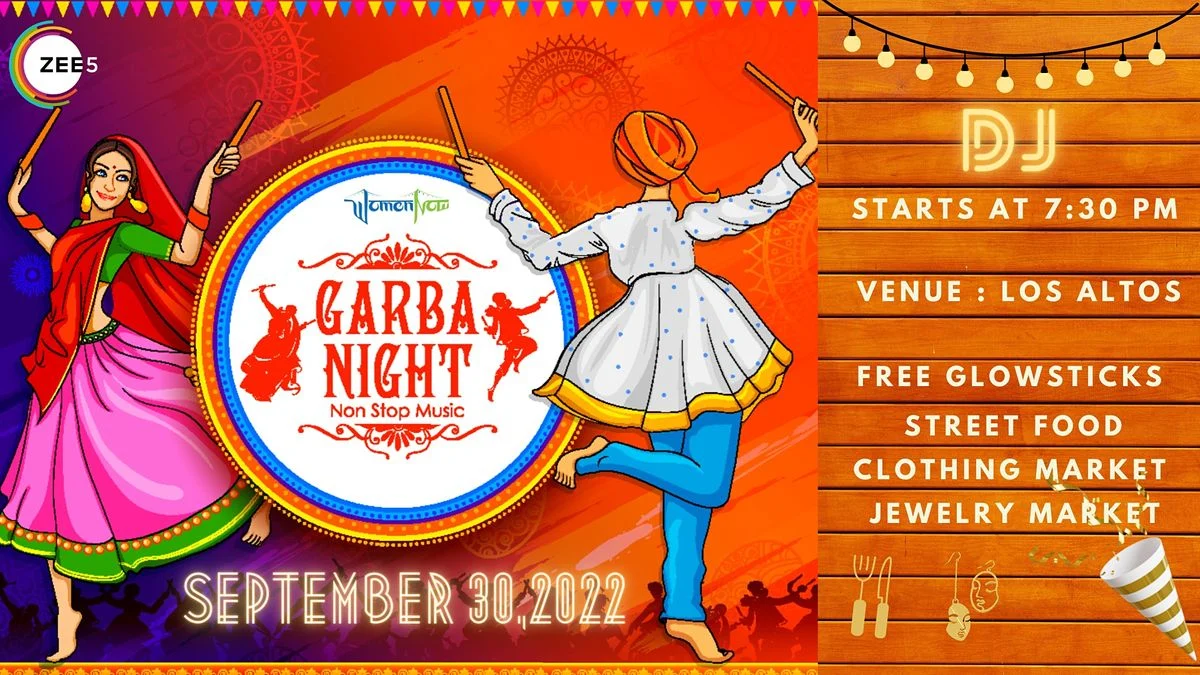 ZEE5
WomenNow
GARBA
NIGHT
Non Stop Music
SEPTEMBER 30,2022
DJ
STARTS AT 7:30 PM
VENUE : LOS ALTOS
FREE GLOWSTICKS
STREET FOOD
CLOTHING MARKET
JEWELRY MARKET